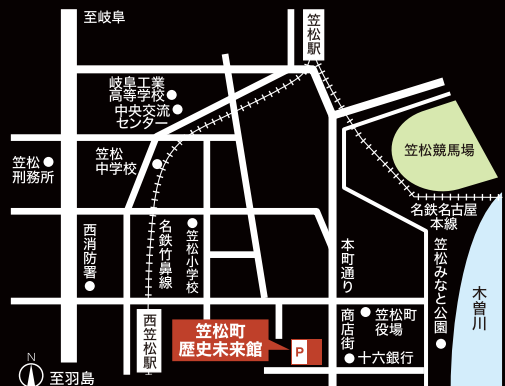 至岐阜
笠松駅
岐阜工業
高等学校
中央交流
センター
笠松
刑務所
笠松
中学校
笠松競馬場
名鉄名古屋
本線
西消防署
名鉄竹鼻線
笠松小学校
本町通り
笠松みなと公園
木曽川
西笠松駅
笠松町
歴史未来館
P
商店街
笠松町
役場
十六銀行
N
至羽島